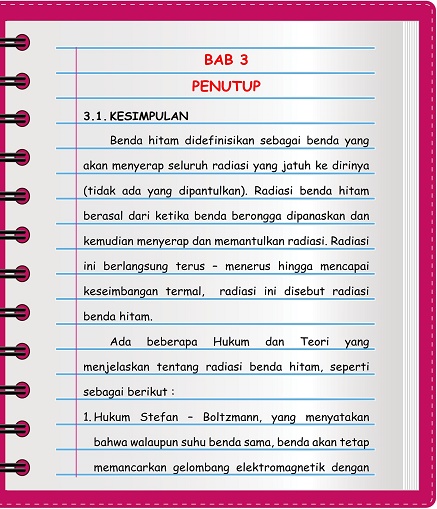 BAB 3
PENUTUP
3.1. KESIMPULAN
Benda hitam didefinisikan sebagai benda yang
akan menyerap seluruh radiasi yang jatuh ke dirinya
(tidak ada yang dipantulkan). Radiasi benda hitam
berasal dari ketika benda berongga dipanaskan dan
kemudian menyerap dan memantulkan radiasi. Radiasi
ini berlangsung terus – menerus hingga mencapai
keseimbangan termal, radiasi ini disebut radiasi
benda hitam.
Ada beberapa Hukum dan Teori yang
menjelaskan tentang radiasi benda hitam, seperti
sebagai berikut :
1. Hukum Stefan – Boltzmann, yang menyatakan
bahwa walaupun suhu benda sama, benda akan tetap
memancarkan gelombang elektromagnetik dengan